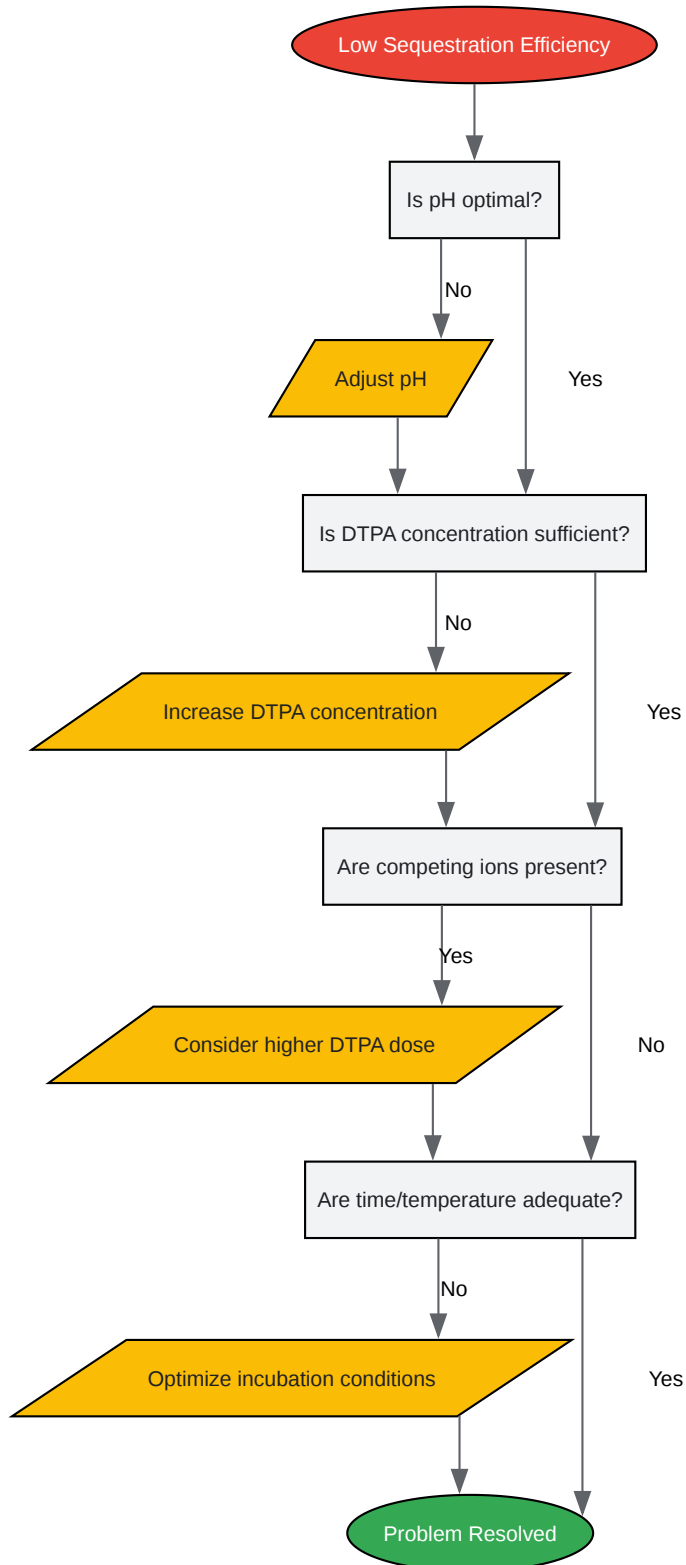 Low Sequestration Efficiency
Is pH optimal?
No
Adjust pH
Yes
Is DTPA concentration sufficient?
No
Increase DTPA concentration
Yes
Are competing ions present?
Yes
Consider higher DTPA dose
No
Are time/temperature adequate?
No
Optimize incubation conditions
Yes
Problem Resolved